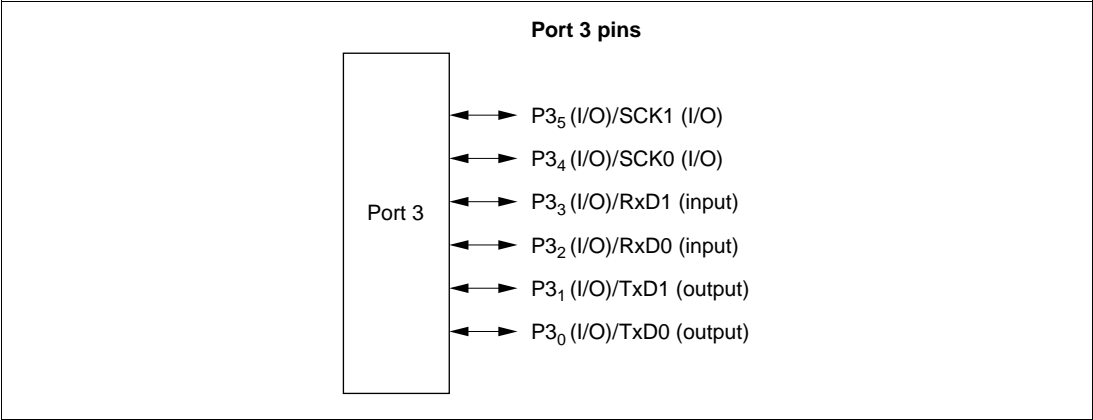 Port 3 pins
P3₅ (I/O)/SCK1 (I/O)
P3₄ (I/O)/SCK0 (I/O)
P3₃ (I/O)/RxD1 (input)
Port 3
P3₂ (I/O)/RxD0 (input)
P3₁ (I/O)/TxD1 (output)
P3₀ (I/O)/TxD0 (output)